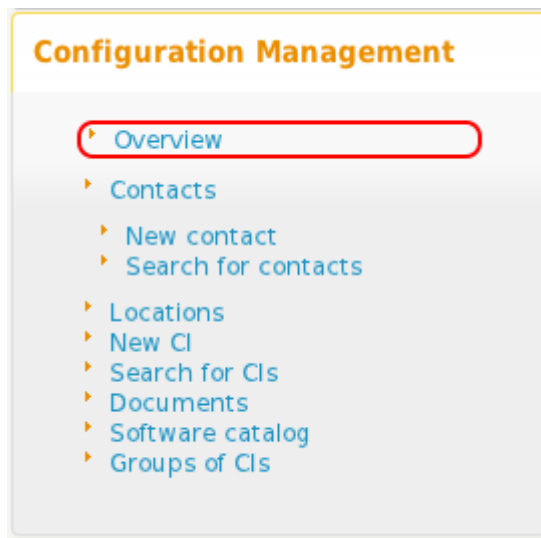 Configuration Management
Overview
Contacts
New contact
Search for contacts
Locations
New CI
Search for CIs
Documents
Software catalog
Groups of CIs